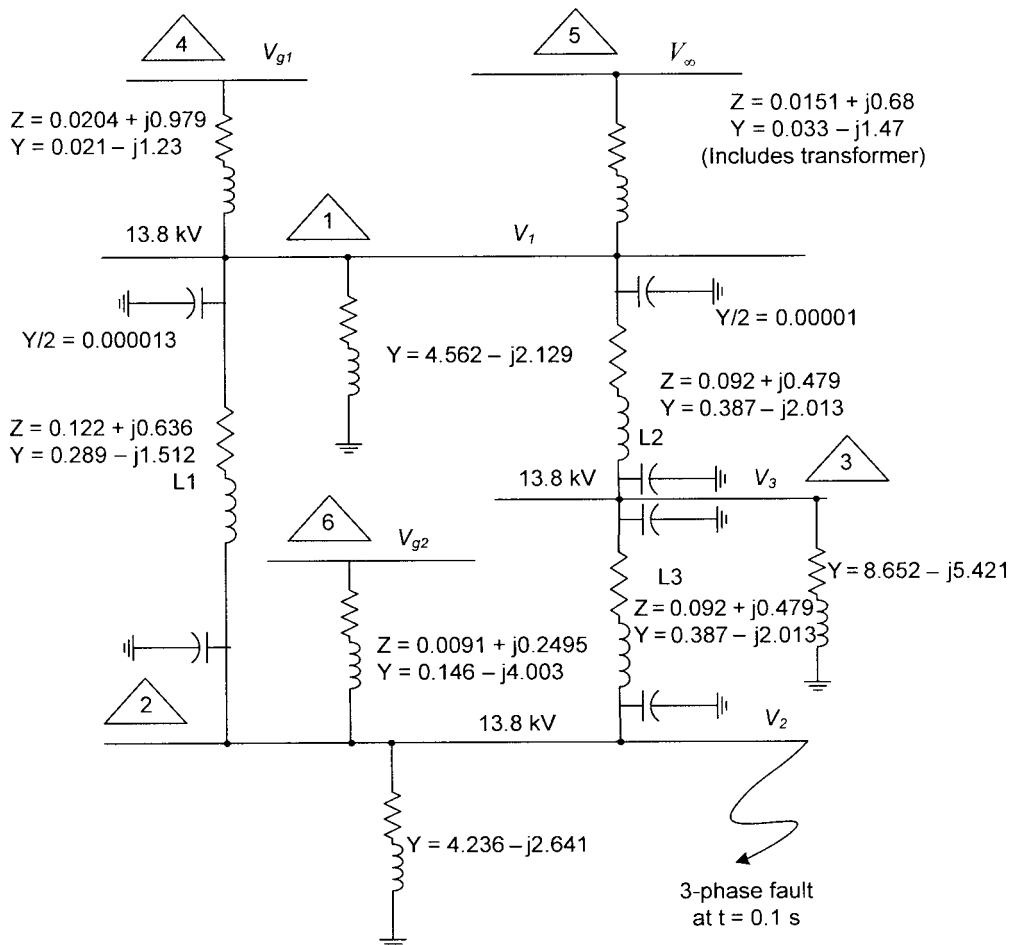 4
V_{g1}
5
V_∞
Z = 0.0204 + j0.979
Y = 0.021 – j1.23
Z = 0.0151 + j0.68
Y = 0.033 – j1.47
(Includes transformer)
13.8 kV
1
V_1
Y/2 = 0.000013
Y = 4.562 – j2.129
Y/2 = 0.00001
Z = 0.122 + j0.636
Y = 0.289 – j1.512
L1
Z = 0.092 + j0.479
Y = 0.387 – j2.013
L2
13.8 kV
V_3
3
6
V_{g2}
L3
Y = 8.652 – j5.421
Z = 0.092 + j0.479
Y = 0.387 – j2.013
Z = 0.0091 + j0.2495
Y = 0.146 – j4.003
2
13.8 kV
V_2
Y = 4.236 – j2.641
3-phase fault
at t = 0.1 s